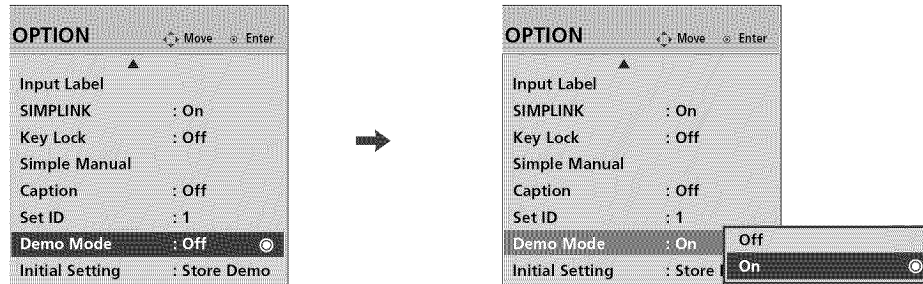 OPTION Move Enter
Input Label
SIMPLINK : On
Key Lock : Off
Simple Manual
Caption : Off
Set ID : 1
Demo Mode : Off
Initial Setting : Store Demo
OPTION Move Enter
Input Label
SIMPLINK : On
Key Lock : Off
Simple Manual
Caption : Off
Set ID : 1
Demo Mode : On
Initial Setting : Store
Off
On